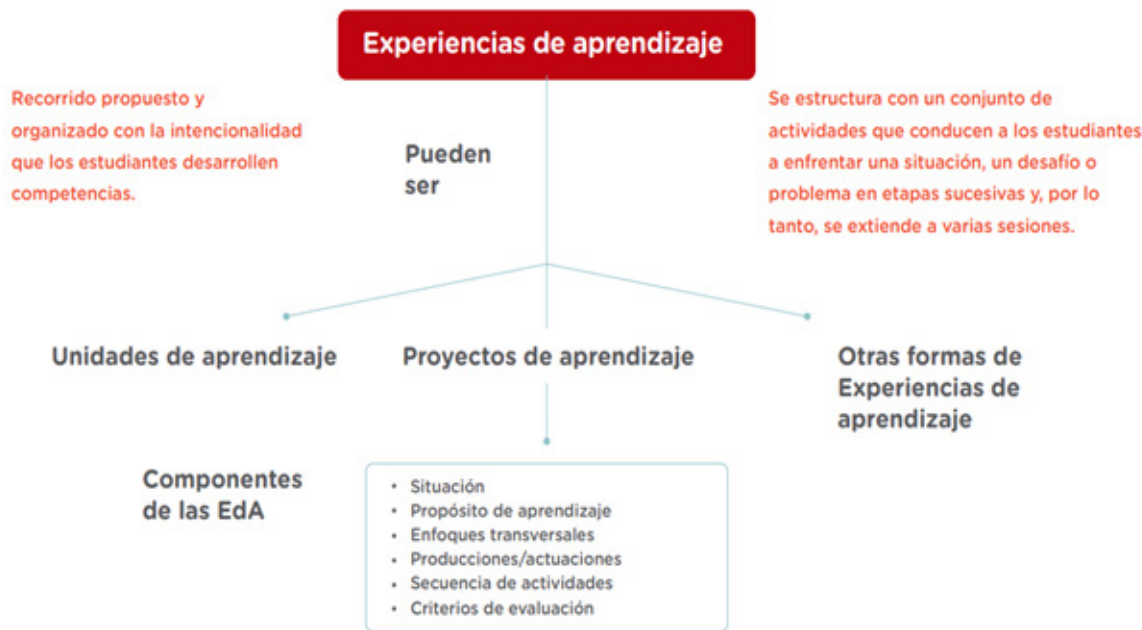 Experiencias de aprendizaje
Recorrido propuesto y
organizado con la intencionalidad
que los estudiantes desarrollen
competencias.
Pueden
ser
Se estructura con un conjunto de
actividades que conducen a los estudiantes
a enfrentar una situación, un desafío o
problema en etapas sucesivas y, por lo
tanto, se extiende a varias sesiones.
Unidades de aprendizaje
Proyectos de aprendizaje
Otras formas de
Experiencias de
aprendizaje
Componentes
de las EdA
• Situación
• Propósito de aprendizaje
• Enfoques transversales
• Producciones/actuaciones
• Secuencia de actividades
• Criterios de evaluación